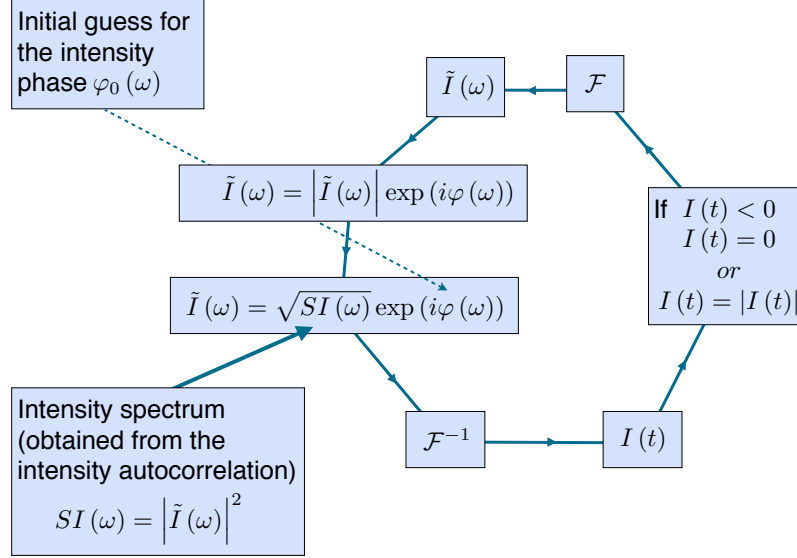 Initial guess for
the intensity
phase φ₀ (ω)
Ĩ (ω)
ℱ
Ĩ (ω) = |Ĩ (ω)| exp (iφ (ω))
If I (t) < 0
I (t) = 0
or
I (t) = |I (t)|
Ĩ (ω) = √SI (ω) exp (iφ (ω))
Intensity spectrum
(obtained from the
intensity autocorrelation)
SI (ω) = |Ĩ (ω)|²
ℱ⁻¹
I (t)